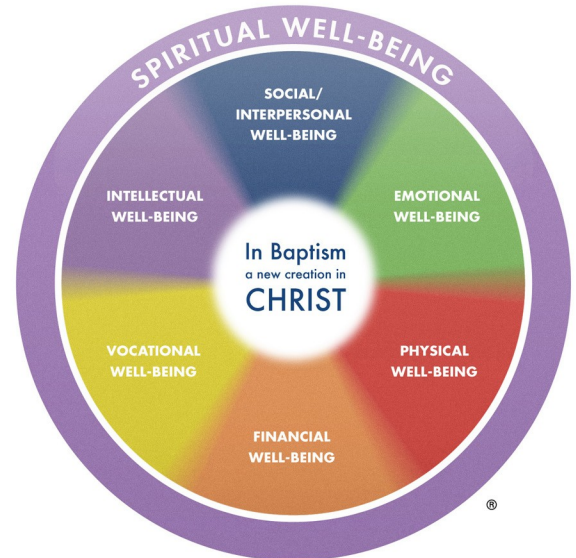 SPIRITUAL WELL-BEING
SOCIAL/
INTERPERSONAL
WELL-BEING
INTELLECTUAL
WELL-BEING
EMOTIONAL
WELL-BEING
In Baptism
a new creation in
CHRIST
VOCATIONAL
WELL-BEING
PHYSICAL
WELL-BEING
FINANCIAL
WELL-BEING
®